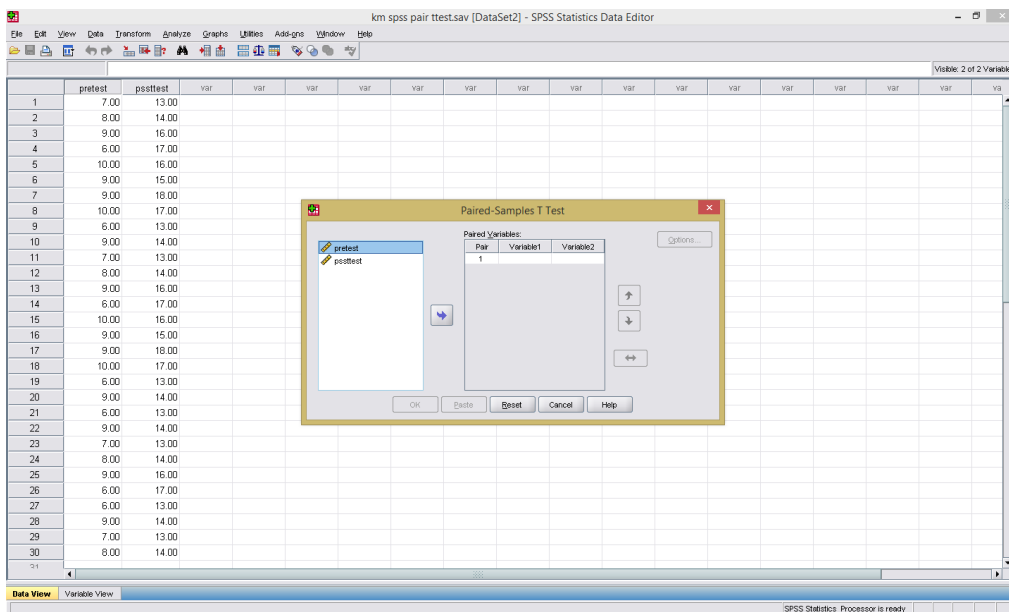 km spss pair ttest.sav [DataSet2] - SPSS Statistics Data Editor
File Edit View Data Transform Analyze Graphs Utilities Add-ons Window Help
Visible: 2 of 2 Variable
pretest pssttest var var var var var var var var var var var var var var var va
1 7.00 13.00
2 8.00 14.00
3 9.00 16.00
4 6.00 17.00
5 10.00 16.00
6 9.00 15.00
7 9.00 18.00
8 10.00 17.00
9 6.00 13.00
10 9.00 14.00
11 7.00 13.00
12 8.00 14.00
13 9.00 16.00
14 6.00 17.00
15 10.00 16.00
16 9.00 15.00
17 9.00 18.00
18 10.00 17.00
19 6.00 13.00
20 9.00 14.00
21 6.00 13.00
22 9.00 14.00
23 7.00 13.00
24 8.00 14.00
25 9.00 16.00
26 6.00 17.00
27 6.00 13.00
28 9.00 14.00
29 7.00 13.00
30 8.00 14.00
31
Paired-Samples T Test
Paired Variables:
Options...
pretest
pssttest
Pair Variable1 Variable2
1
OK Paste Reset Cancel Help
Data View Variable View
SPSS Statistics Processor is ready